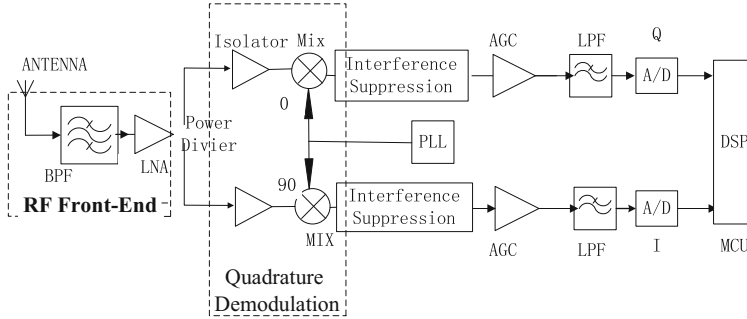 ANTENNA
BPF
LNA
RF Front-End
Power
Divier
Isolator
Mix
0
90
MIX
Quadrature
Demodulation
PLL
Interference
Suppression
AGC
LPF
Q
A/D
Interference
Suppression
AGC
LPF
A/D
I
DSP
MCU